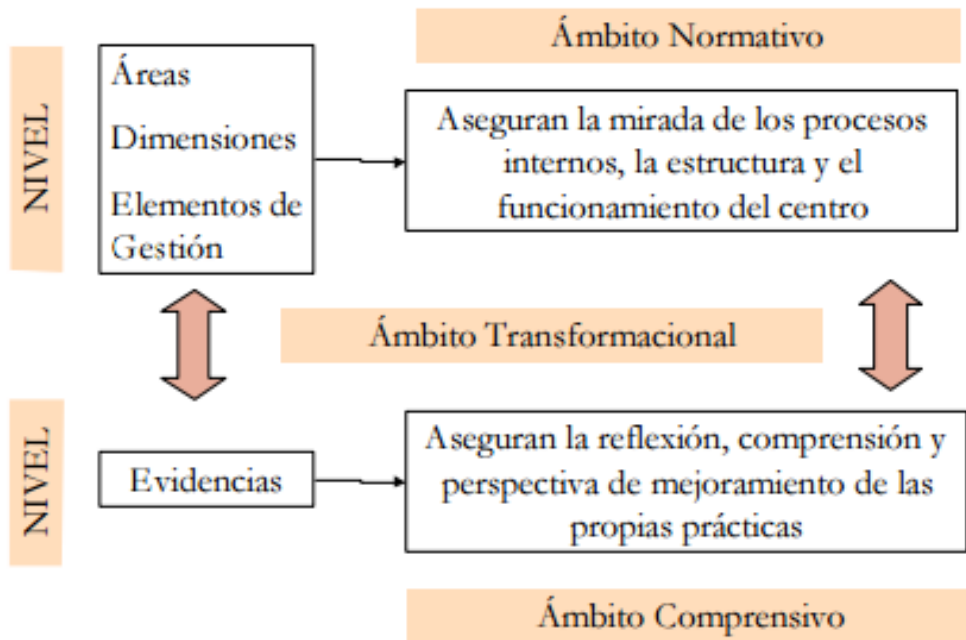 Ámbito Normativo
NIVEL
Áreas
Dimensiones
Elementos de
Gestión
Aseguran la mirada de los procesos
internos, la estructura y el
funcionamiento del centro
Ámbito Transformacional
NIVEL
Evidencias
Aseguran la reflexión, comprensión y
perspectiva de mejoramiento de las
propias prácticas
Ámbito Comprensivo